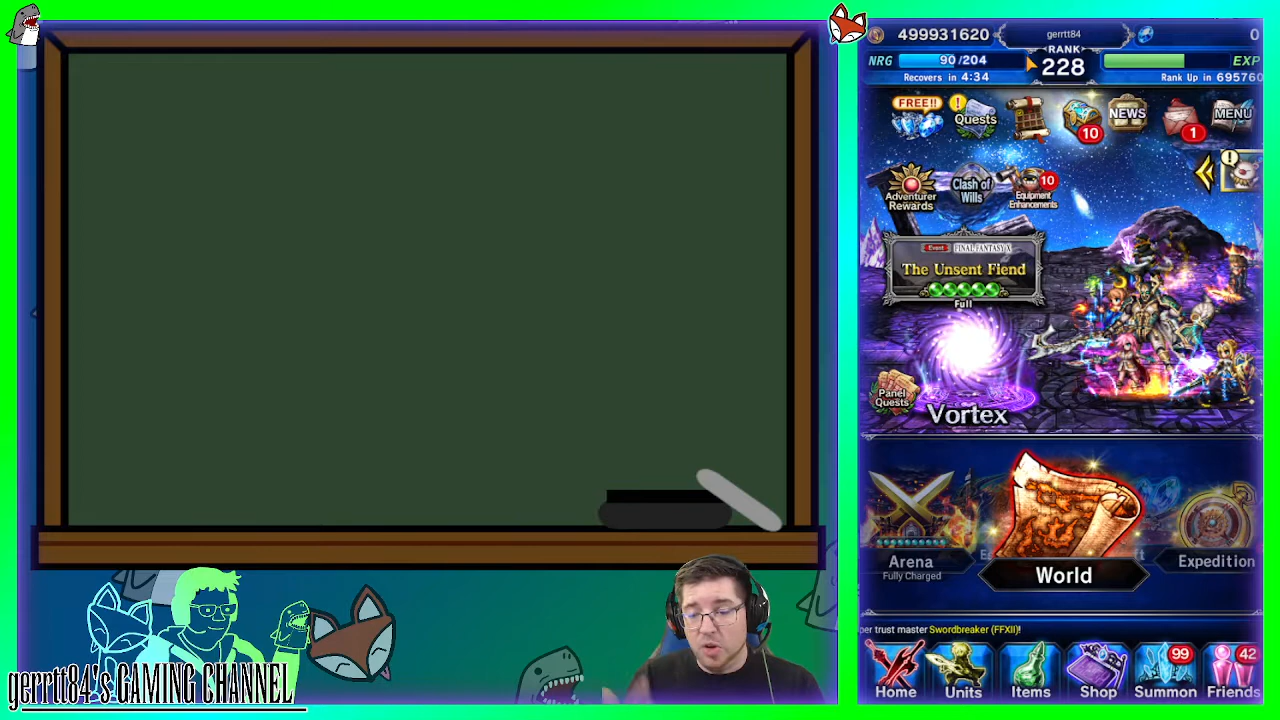 499931620
gerrtt84
0
NRG
90/204
RANK
228
EXP
Recovers in 4:34
Rank Up in 695760
FREE!!
Quests
10
NEWS
1
MENU
Adventurer
Rewards
Clash of
Wills
10
Equipment
Enhancements
Event FINAL FANTASY X
The Unsent Fiend
Full
Panel
Quests
Vortex
Arena
Fully Charged
World
Expedition
per trust master Swordbreaker (FFXII)!
Home
Units
Items
Shop
99
Summon
42
Friends
gerrtt84's GAMING CHANNEL